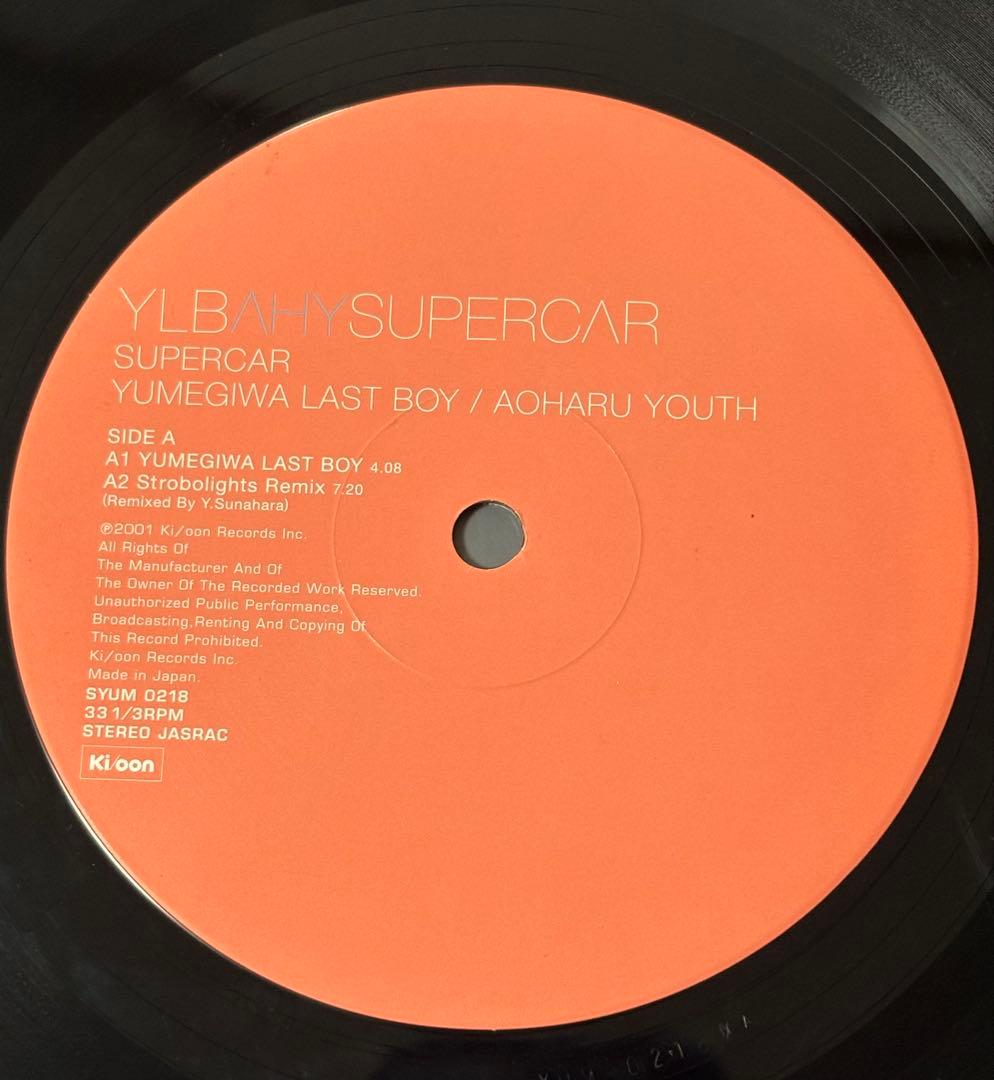 YLBAHYSUPERCAR
SUPERCAR
YUMEGIWA LAST BOY / AOHARU YOUTH
SIDE A
A1 YUMEGIWA LAST BOY 4.08
A2 Strobolights Remix 7.20
(Remixed By Y.Sunahara)
℗2001 Ki/oon Records Inc.
All Rights Of
The Manufacturer And Of
The Owner Of The Recorded Work Reserved.
Unauthorized Public Performance,
Broadcasting,Renting And Copying Of
This Record Prohibited.
Ki/oon Records Inc.
Made in Japan.
SYUM 0218
33 1/3RPM
STEREO JASRAC
Ki/oon